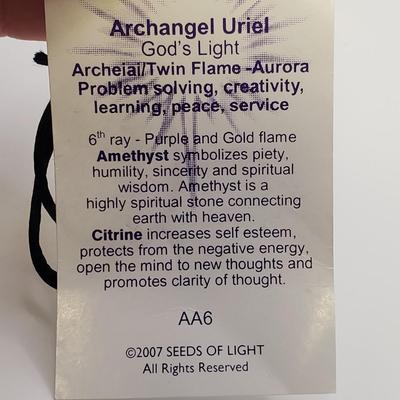 Archangel Uriel
God's Light
Archeiai/Twin Flame -Aurora
Problem solving, creativity,
learning, peace, service
6th ray - Purple and Gold flame
Amethyst symbolizes piety,
humility, sincerity and spiritual
wisdom. Amethyst is a
highly spiritual stone connecting
earth with heaven.
Citrine increases self esteem,
protects from the negative energy,
open the mind to new thoughts and
promotes clarity of thought.
AA6
©2007 SEEDS OF LIGHT
All Rights Reserved